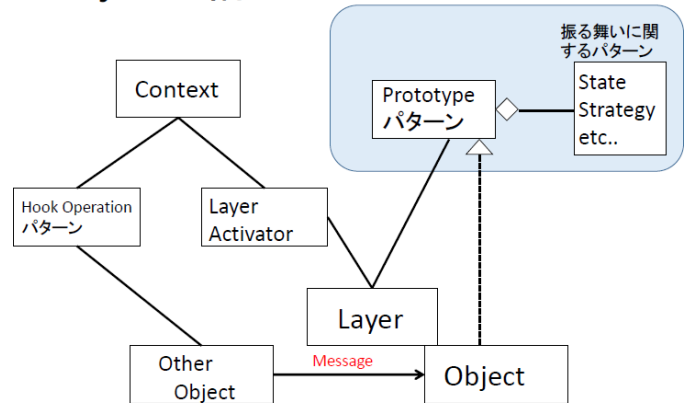 振る舞いに関
するパターン
Context
Prototype
パターン
State
Strategy
etc..
Hook Operation
パターン
Layer
Activator
Layer
Other
Object
Message
Object